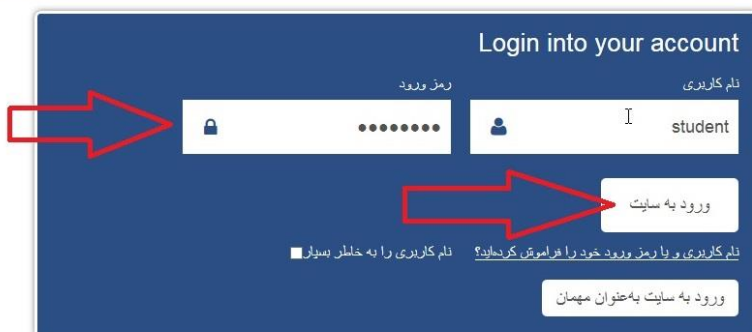 Login into your account
نام کاربری
رمز ورود
student
ورود به سایت
نام کاربری و یا رمز ورود خود را فراموش کرده‌اید؟
نام کاربری را به خاطر بسپار
ورود به سایت به‌عنوان مهمان